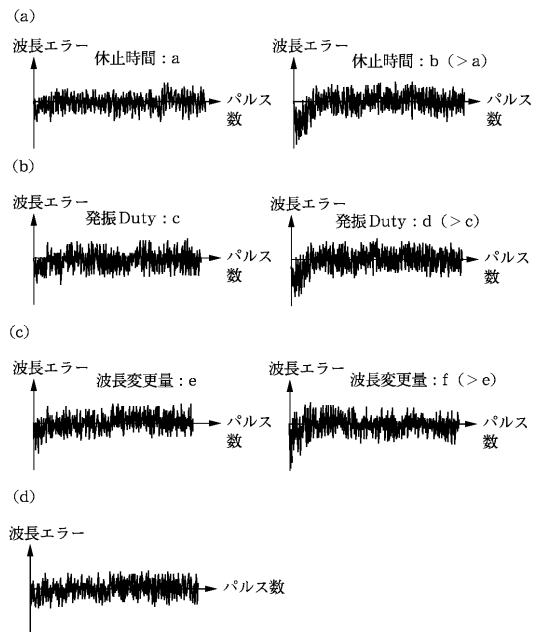 (a)
波長エラー
休止時間：a
パルス
数
波長エラー
休止時間：b（>a）
パルス
数
(b)
波長エラー
発振Duty：c
パルス
数
波長エラー
発振Duty：d（>c）
パルス
数
(c)
波長エラー
波長変更量：e
パルス
数
波長エラー
波長変更量：f（>e）
パルス
数
(d)
波長エラー
パルス数